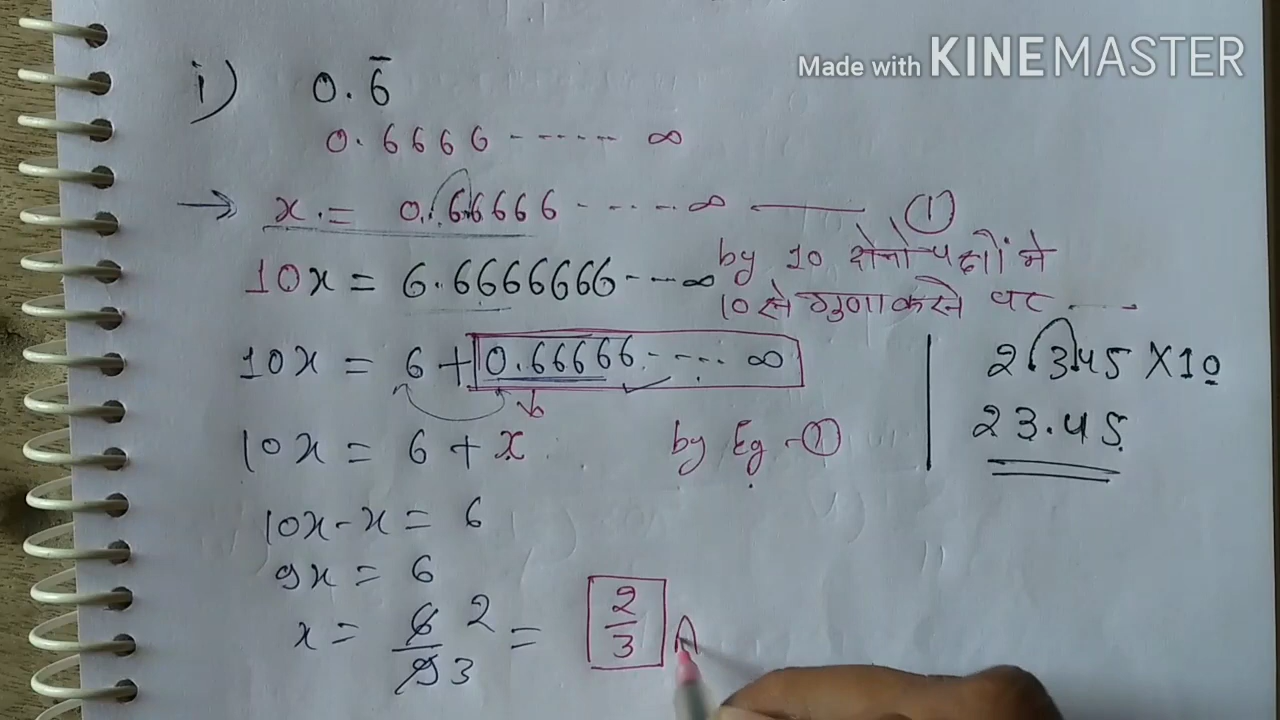 Made with KINEMASTER
i) 0.6̅
0.6666 ------ ∞
→ x = 0.66666 ------ ∞ —— ①
10x = 6.6666666 --- ∞
by 10 दोनो पक्षों मे
10 से गुणा करने पर ----
10x = 6 + 0.66666 ---- ∞
10x = 6 + x by Eq - ①
10x - x = 6
9x = 6
x = 6/9 2/3 = 2/3 A
2.345 X 10
23.45